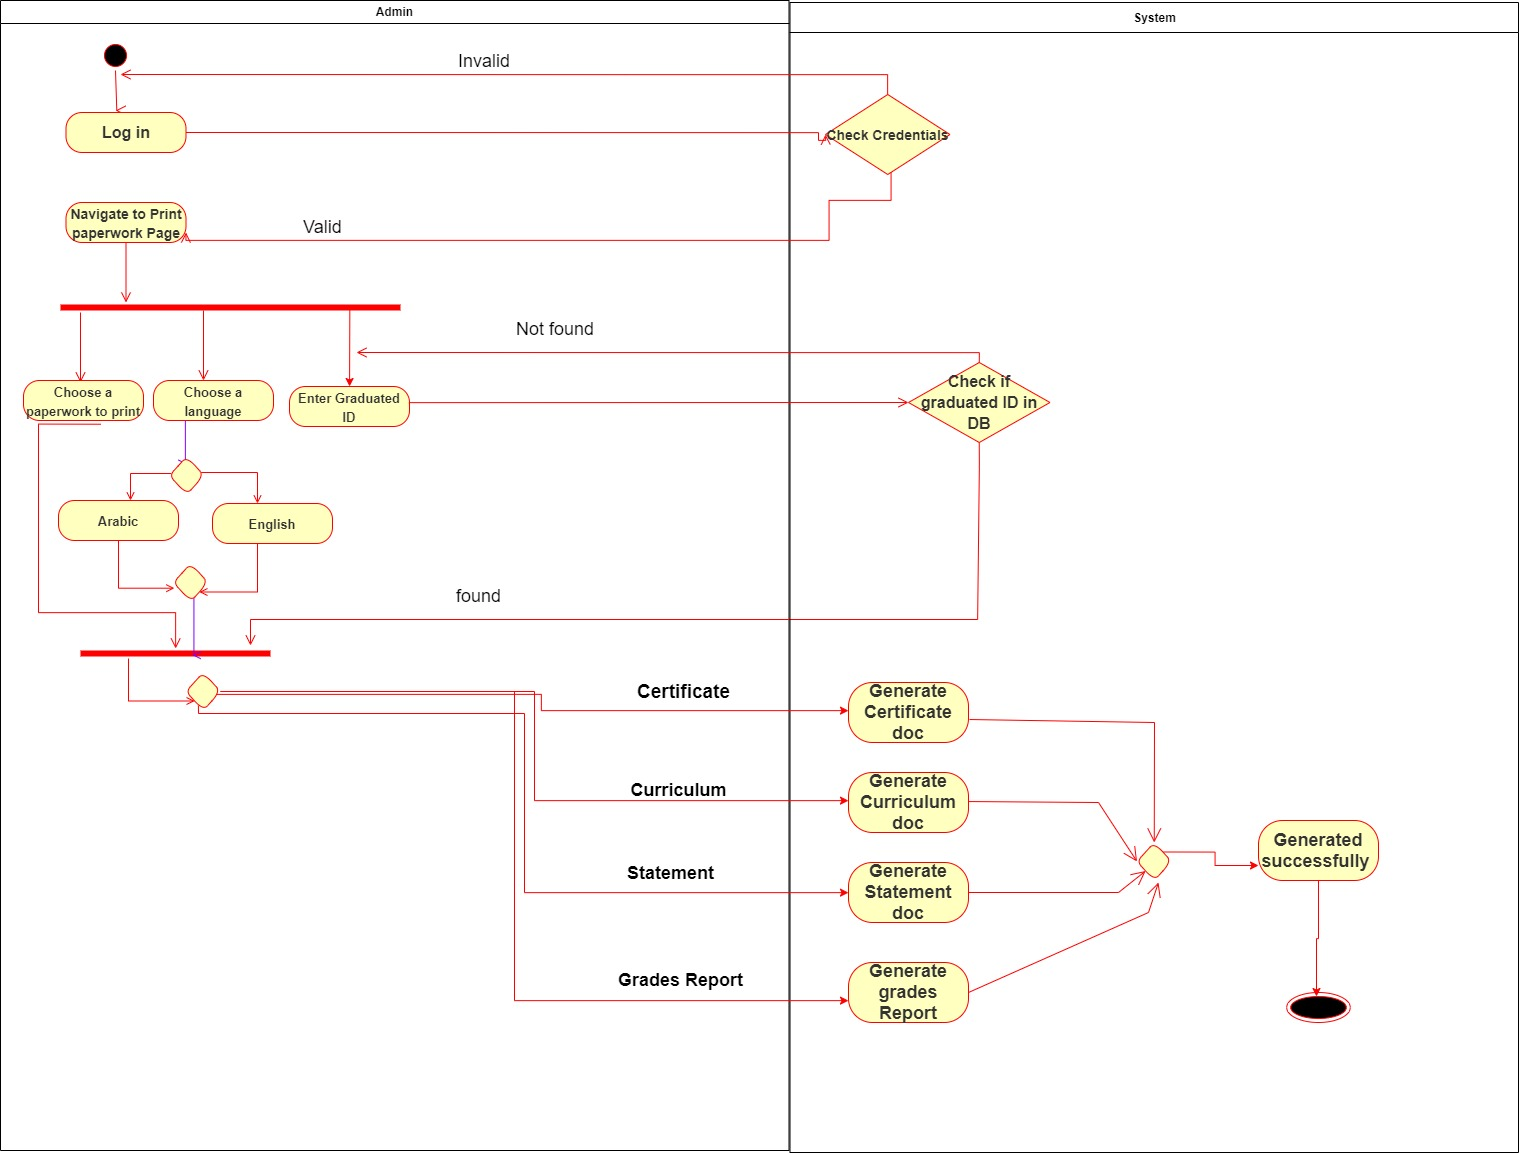 Admin
System
Invalid
Log in
Check Credentials
Navigate to Print
paperwork Page
Valid
Not found
Choose a
paperwork to print
Choose a
language
Enter Graduated
ID
Check if
graduated ID in
DB
Arabic
English
found
Certificate
Generate
Certificate
doc
Curriculum
Generate
Curriculum
doc
Generated
successfully
Statement
Generate
Statement
doc
Grades Report
Generate
grades
Report